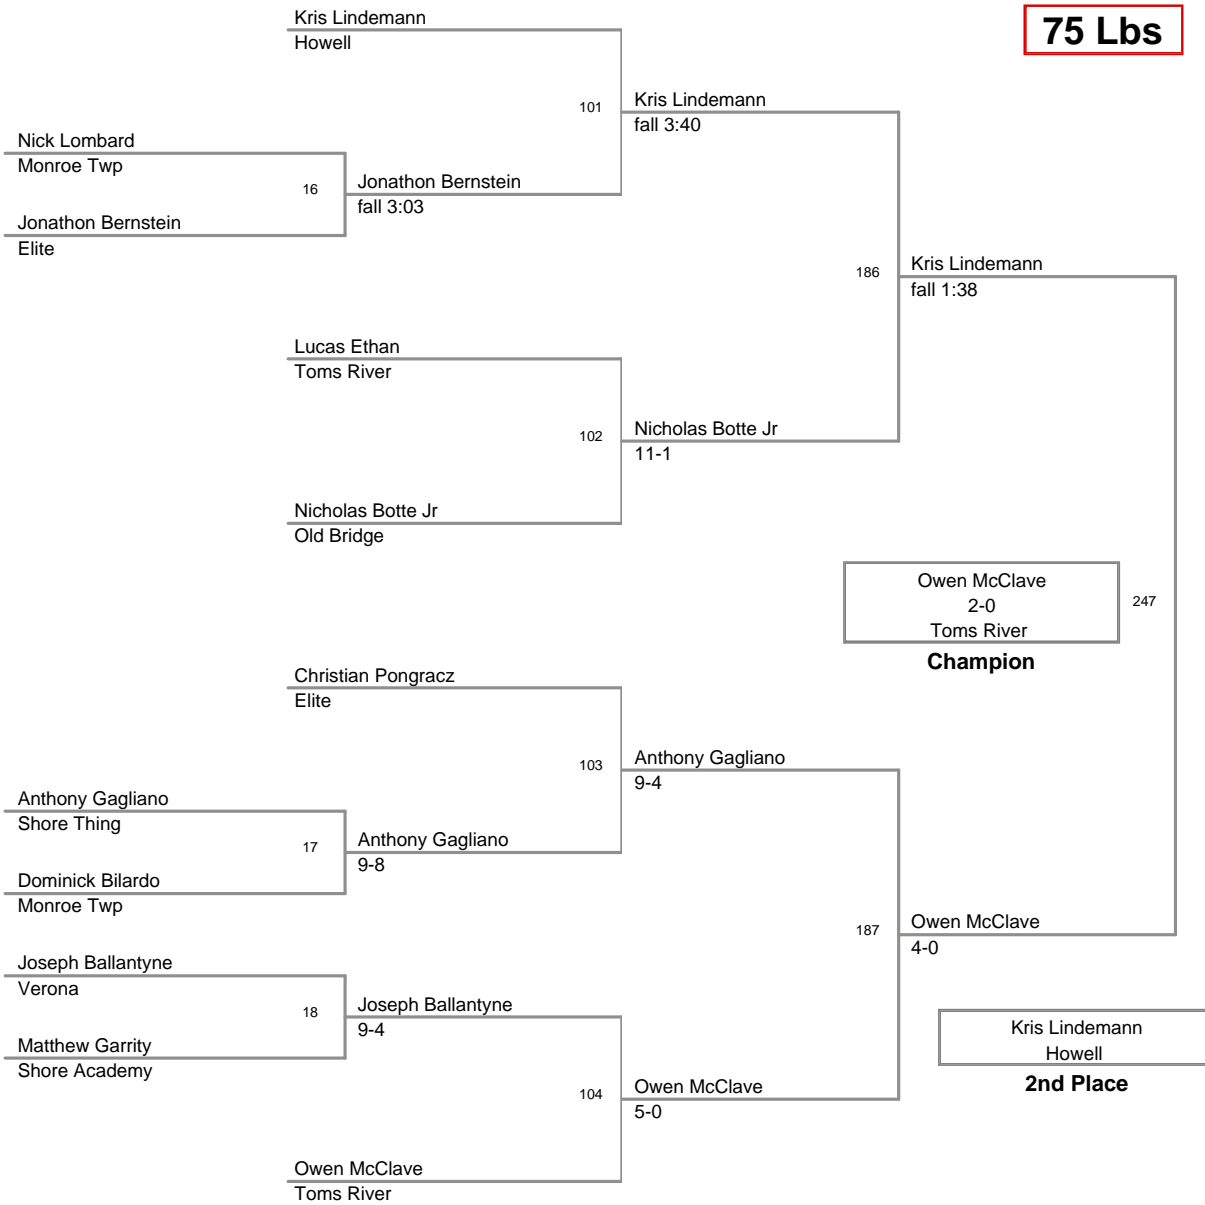 Kris Lindemann
Howell
75 Lbs
101
Kris Lindemann
fall 3:40
Nick Lombard
Monroe Twp
16
Jonathon Bernstein
fall 3:03
Jonathon Bernstein
Elite
186
Kris Lindemann
fall 1:38
Lucas Ethan
Toms River
102
Nicholas Botte Jr
11-1
Nicholas Botte Jr
Old Bridge
Owen McClave
2-0
Toms River
247
Champion
Christian Pongracz
Elite
103
Anthony Gagliano
9-4
Anthony Gagliano
Shore Thing
17
Anthony Gagliano
9-8
Dominick Bilardo
Monroe Twp
187
Owen McClave
4-0
Joseph Ballantyne
Verona
18
Joseph Ballantyne
9-4
Matthew Garrity
Shore Academy
Kris Lindemann
Howell
2nd Place
104
Owen McClave
5-0
Owen McClave
Toms River